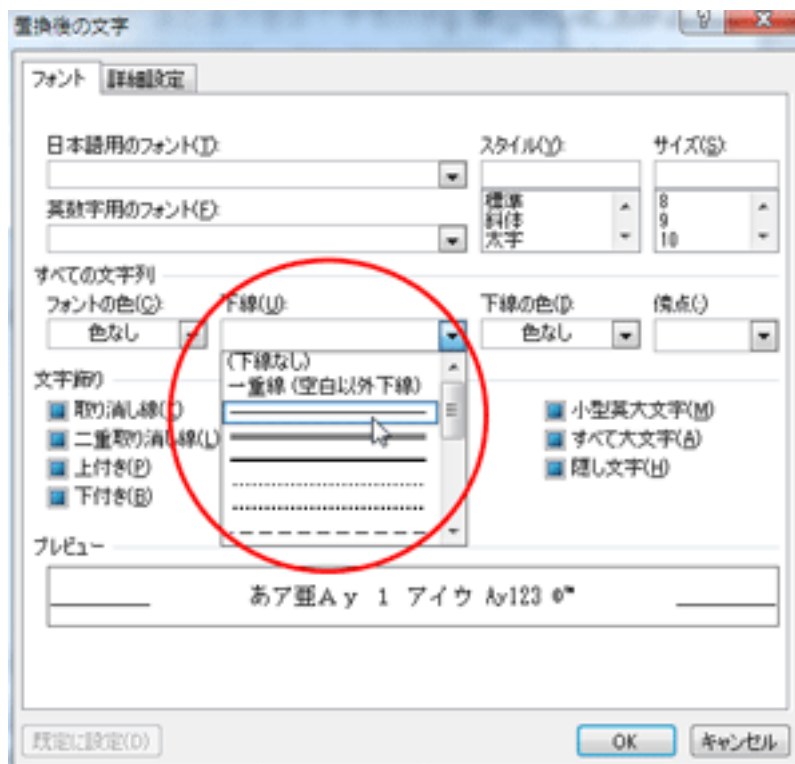 置換後の文字
フォント 詳細設定
日本語用のフォント(T): スタイル(Y): サイズ(S):
標準 8
英数字用のフォント(F): 斜体 9
太字 10
すべての文字列
フォントの色(C): 下線(U): 下線の色(I): 傍点(·)
色なし 色なし
(下線なし)
文字飾り 一重線 (空白以外下線)
取り消し線(K) 小型英大文字(M)
二重取り消し線(L) すべて大文字(A)
上付き(P) 隠し文字(H)
下付き(B)
プレビュー
あア亜Ay 1 アイウ Ay123 ©™
既定に設定(D) OK キャンセル